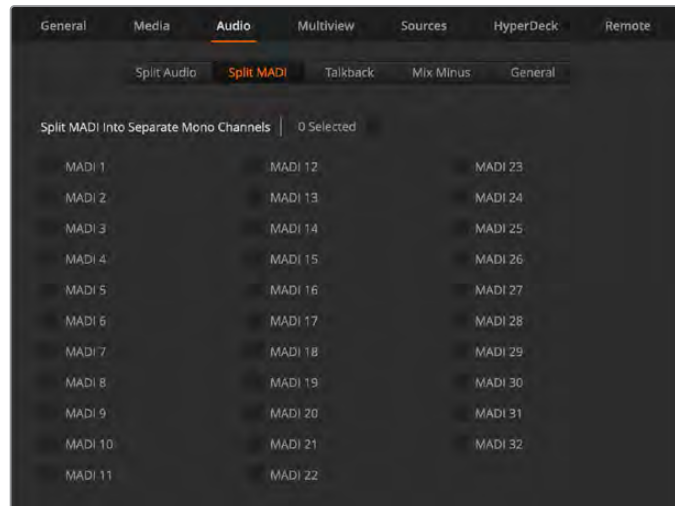 General Media Audio Multiview Sources HyperDeck Remote
Split Audio Split MADI Talkback Mix Minus General
Split MADI Into Separate Mono Channels 0 Selected
MADI 1 MADI 12 MADI 23
MADI 2 MADI 13 MADI 24
MADI 3 MADI 14 MADI 25
MADI 4 MADI 15 MADI 26
MADI 5 MADI 16 MADI 27
MADI 6 MADI 17 MADI 28
MADI 7 MADI 18 MADI 29
MADI 8 MADI 19 MADI 30
MADI 9 MADI 20 MADI 31
MADI 10 MADI 21 MADI 32
MADI 11 MADI 22